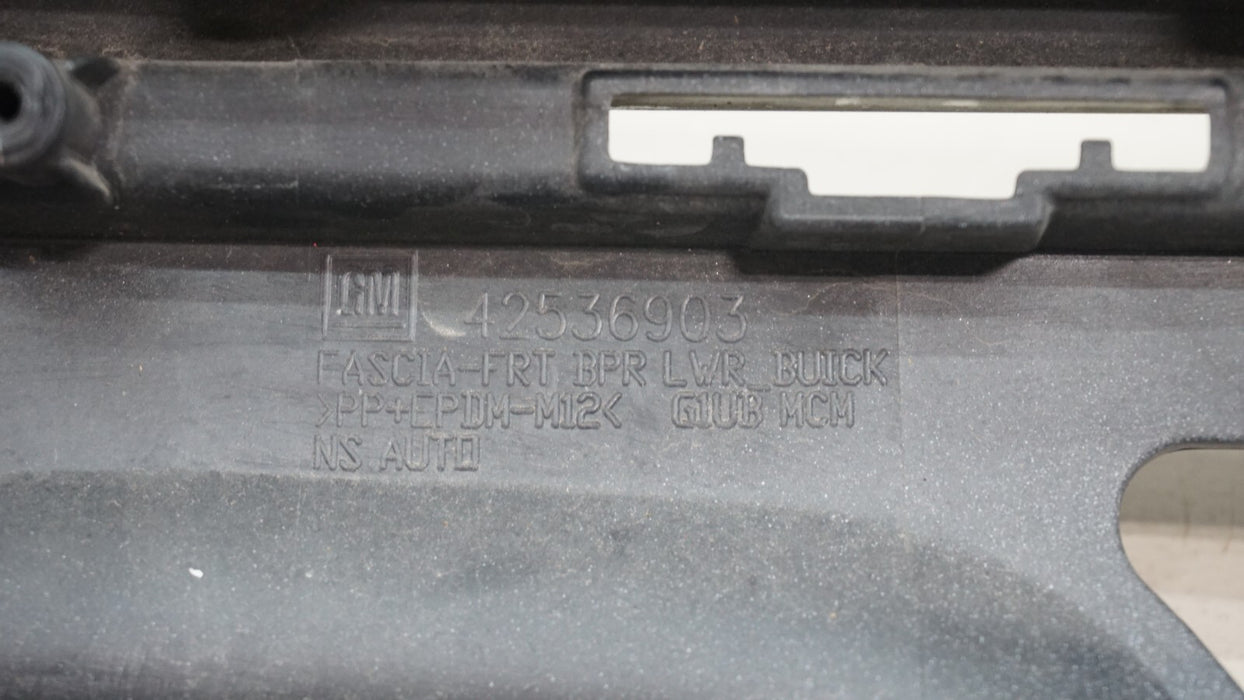 GM 42536903
FASCIA-FRT BPR LWR_BUICK
>PP+EPDM-M12< G1UB MCM
NS AUTO